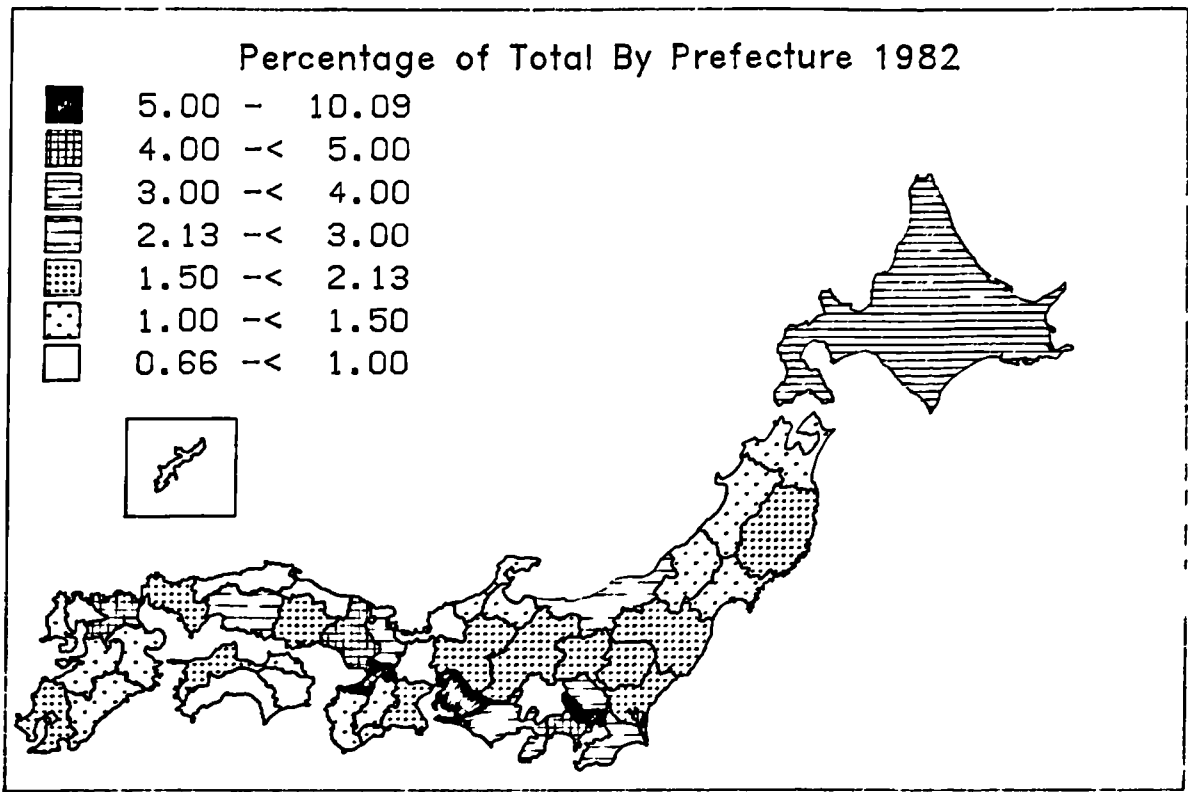 Percentage of Total By Prefecture 1982
5.00 - 10.09
4.00 -< 5.00
3.00 -< 4.00
2.13 -< 3.00
1.50 -< 2.13
1.00 -< 1.50
0.66 -< 1.00